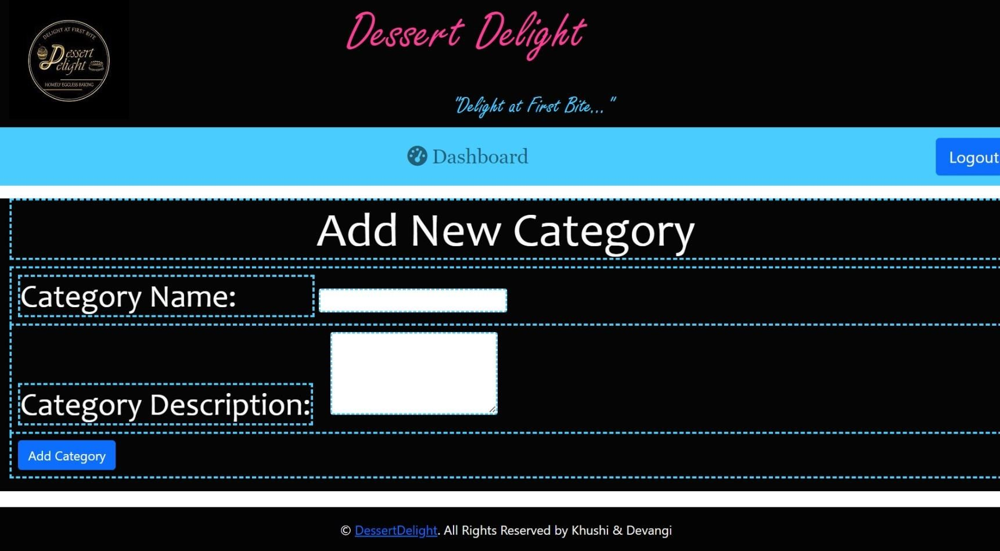 DELIGHT AT FIRST BITE
Dessert
Delight
HOMELY EGGLESS BAKING
Dessert Delight
"Delight at First Bite... "
Dashboard
Logout
Add New Category
Category Name:
Category Description:
Add Category
© DessertDelight. All Rights Reserved by Khushi & Devangi